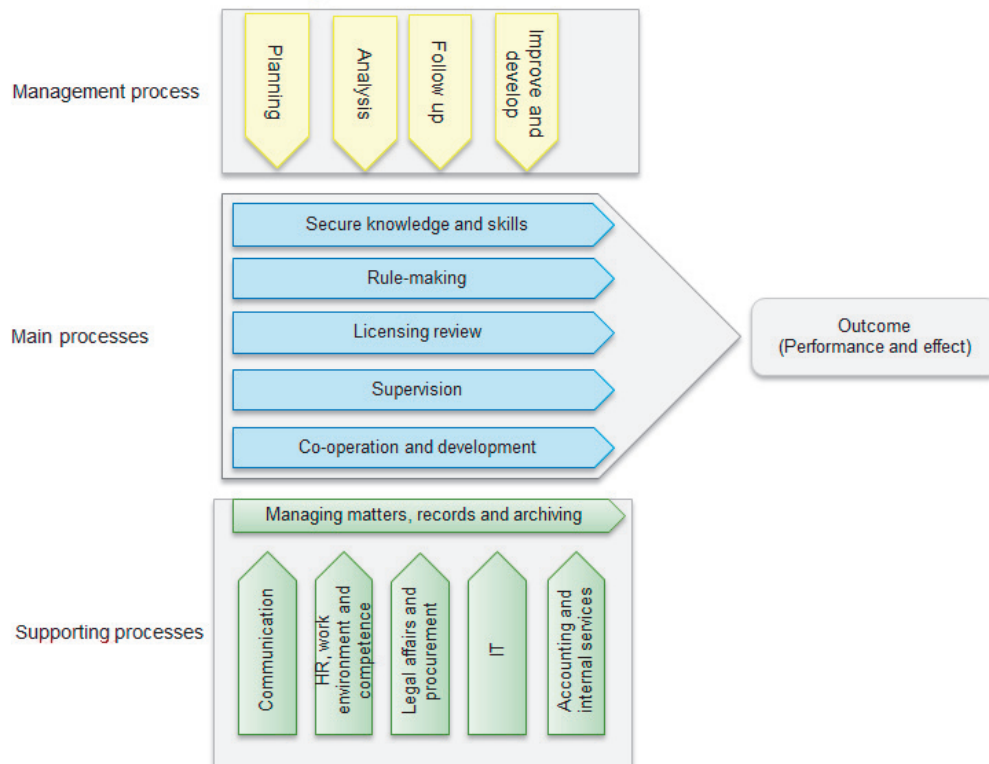 Management process
Planning
Analysis
Follow up
Improve and
develop
Main processes
Secure knowledge and skills
Rule-making
Licensing review
Supervision
Co-operation and development
Outcome
(Performance and effect)
Supporting processes
Managing matters, records and archiving
Communication
HR, work
environment and
competence
Legal affairs and
procurement
IT
Accounting and
internal services